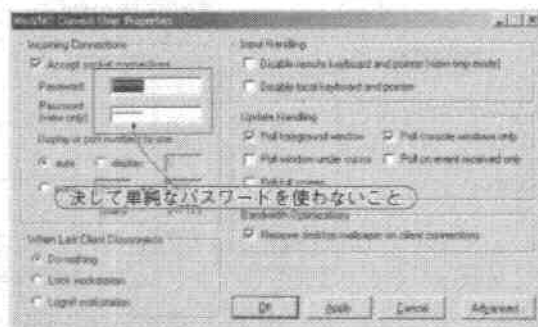 WinVNC: Current User Properties
Incoming Connections
Accept socket connections
Password:
Password
(view only)
Display or port numbers to use:
auto
display
決して単純なパスワードを使わないこと
When Last Client Disconnects
Do nothing
Lock workstation
Logoff workstation
Input Handling
Disable remote keyboard and pointer (view only mode)
Disable local keyboard and pointer
Update Handling
Poll foreground window
Poll console windows only
Poll window under cursor
Poll on event received only
Poll full screen
Bandwidth Optimizations
Remove desktop wallpaper on client connections
OK
Apply
Cancel
Advanced